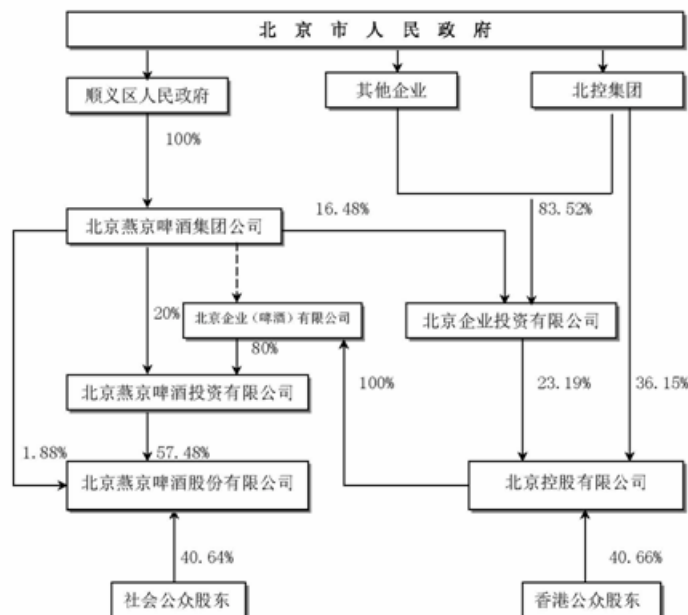 北京市人民政府
顺义区人民政府
其他企业
北控集团
100%
16.48%
83.52%
北京燕京啤酒集团公司
20%
北京企业（啤酒）有限公司
北京企业投资有限公司
80%
100%
23.19%
36.15%
北京燕京啤酒投资有限公司
1.88%
57.48%
北京燕京啤酒股份有限公司
北京控股有限公司
40.64%
40.66%
社会公众股东
香港公众股东